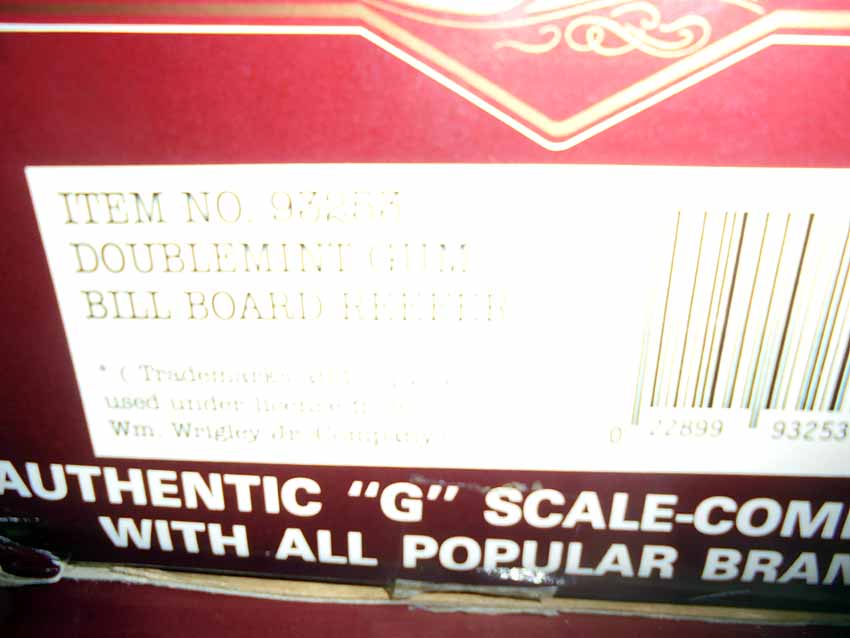 ITEM NO. 93253
DOUBLEMINT GUM
BILL BOARD REEFER
* ( Trademarks
used under license
Wm. Wrigley Jr. Company
0 22899 93253
AUTHENTIC "G" SCALE-COM
WITH ALL POPULAR BRAN